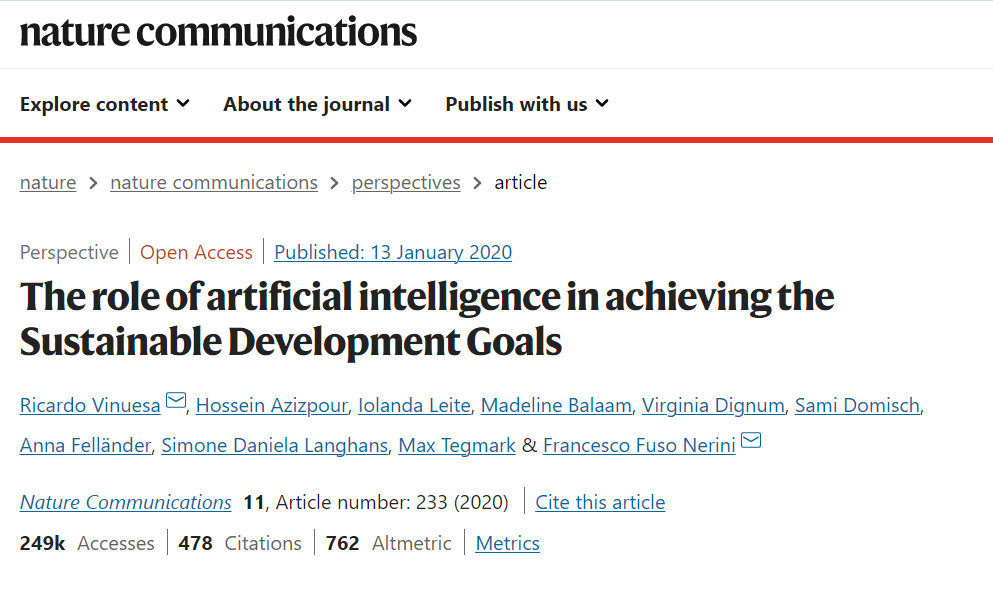 nature communications
Explore content About the journal Publish with us
nature > nature communications > perspectives > article
Perspective | Open Access | Published: 13 January 2020
The role of artificial intelligence in achieving the
Sustainable Development Goals
Ricardo Vinuesa, Hossein Azizpour, Iolanda Leite, Madeline Balaam, Virginia Dignum, Sami Domisch,
Anna Felländer, Simone Daniela Langhans, Max Tegmark & Francesco Fuso Nerini
Nature Communications 11, Article number: 233 (2020) | Cite this article
249k Accesses | 478 Citations | 762 Altmetric | Metrics